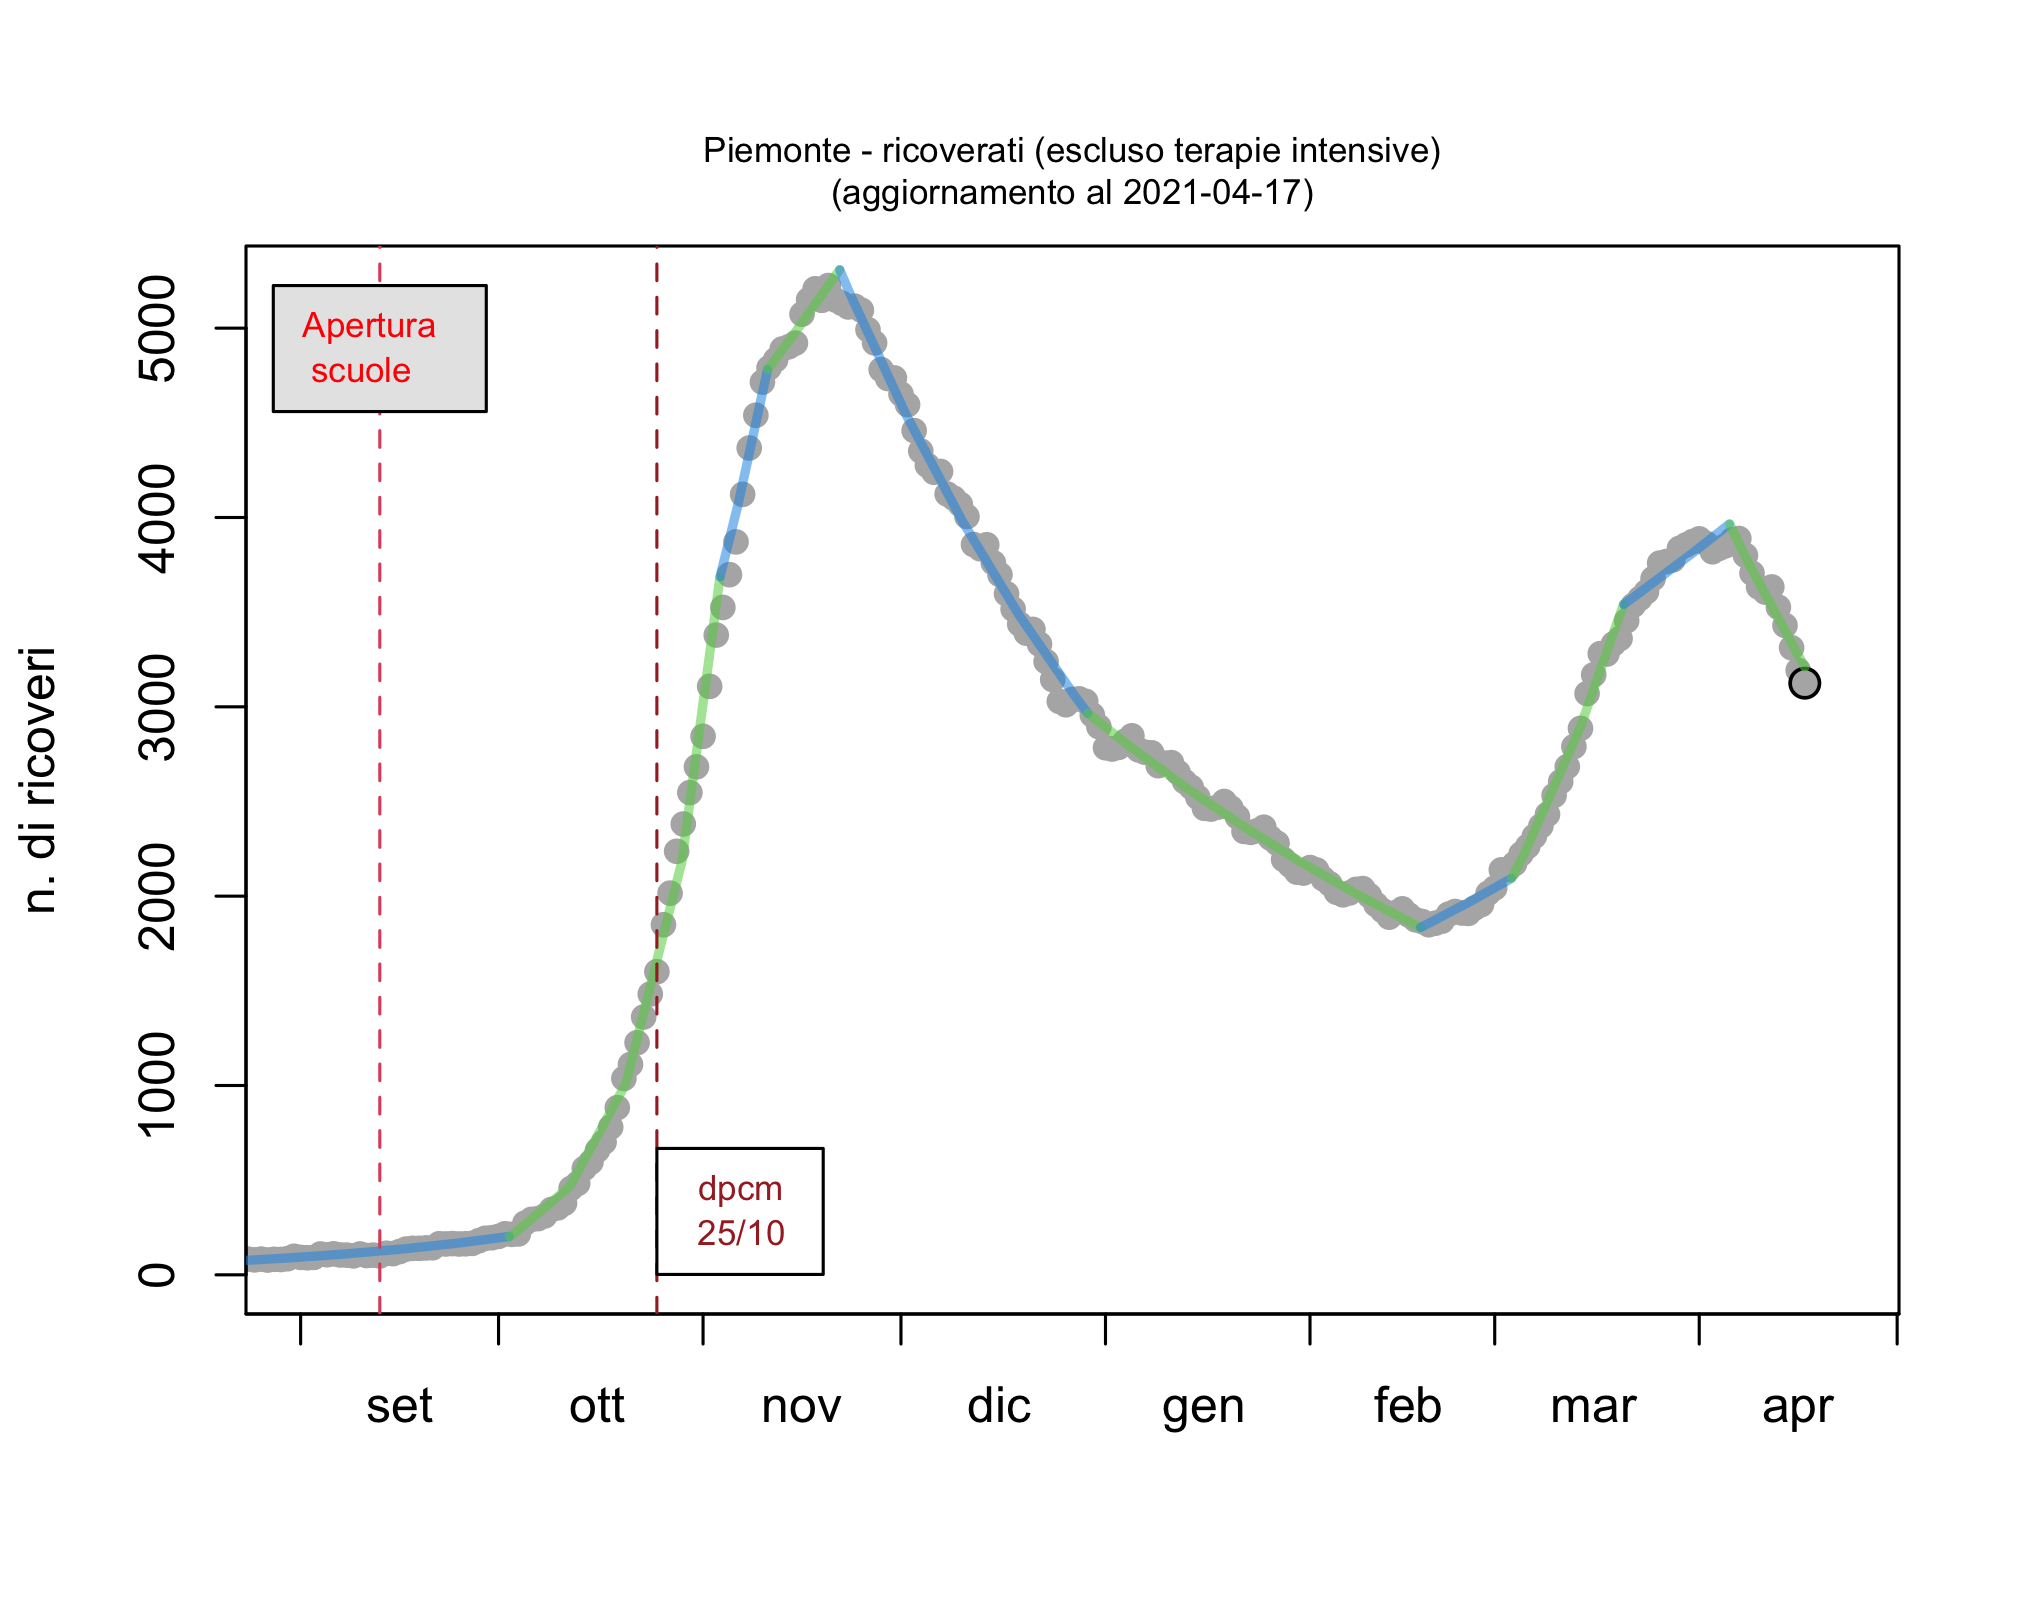 Piemonte - ricoverati (escluso terapie intensive)
(aggiornamento al 2021-04-17)
n. di ricoveri
5000
4000
3000
2000
1000
0
Apertura
scuole
dpcm
25/10
set ott nov dic gen feb mar apr